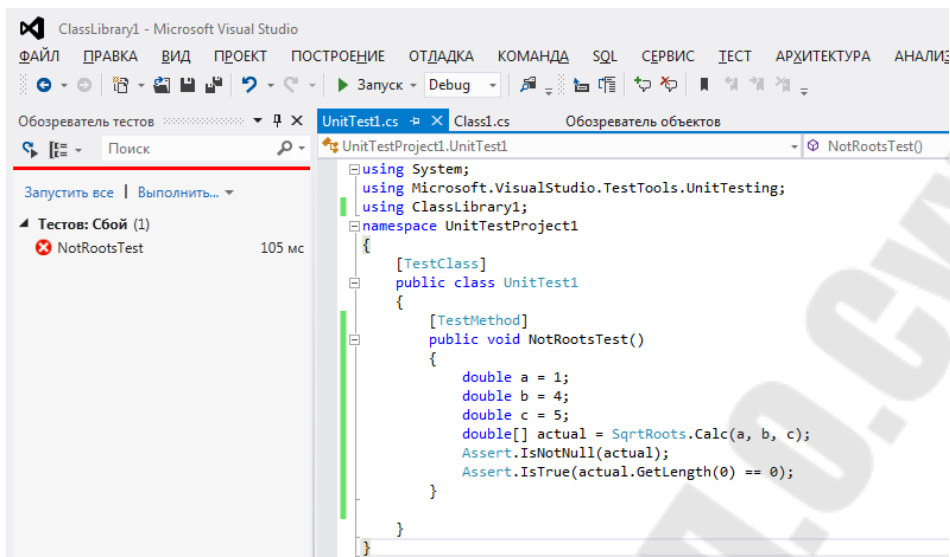 ClassLibrary1 - Microsoft Visual Studio
ФАЙЛ ПРАВКА ВИД ПРОЕКТ ПОСТРОЕНИЕ ОТЛАДКА КОМАНДА SQL СЕРВИС ТЕСТ АРХИТЕКТУРА АНАЛИЗ
Запуск Debug
Обозреватель тестов
UnitTest1.cs Class1.cs Обозреватель объектов
Поиск
UnitTestProject1.UnitTest1 NotRootsTest()
Запустить все | Выполнить...
Тестов: Сбой (1)
NotRootsTest 105 мс
using System;
using Microsoft.VisualStudio.TestTools.UnitTesting;
using ClassLibrary1;
namespace UnitTestProject1
{
[TestClass]
public class UnitTest1
{
[TestMethod]
public void NotRootsTest()
{
double a = 1;
double b = 4;
double c = 5;
double[] actual = SqrtRoots.Calc(a, b, c);
Assert.IsNotNull(actual);
Assert.IsTrue(actual.GetLength(0) == 0);
}
}
}